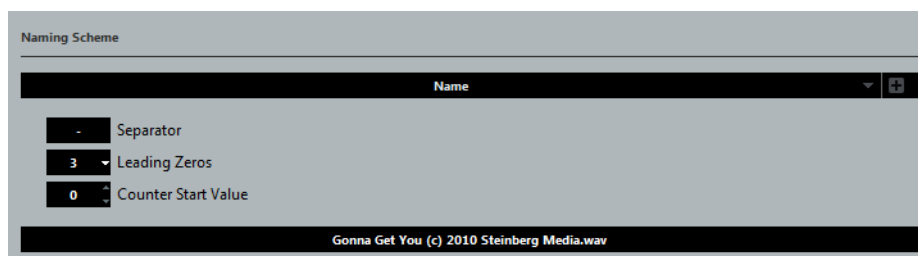 Naming Scheme
Name
- Separator
3 Leading Zeros
0 Counter Start Value
Gonna Get You (c) 2010 Steinberg Media.wav